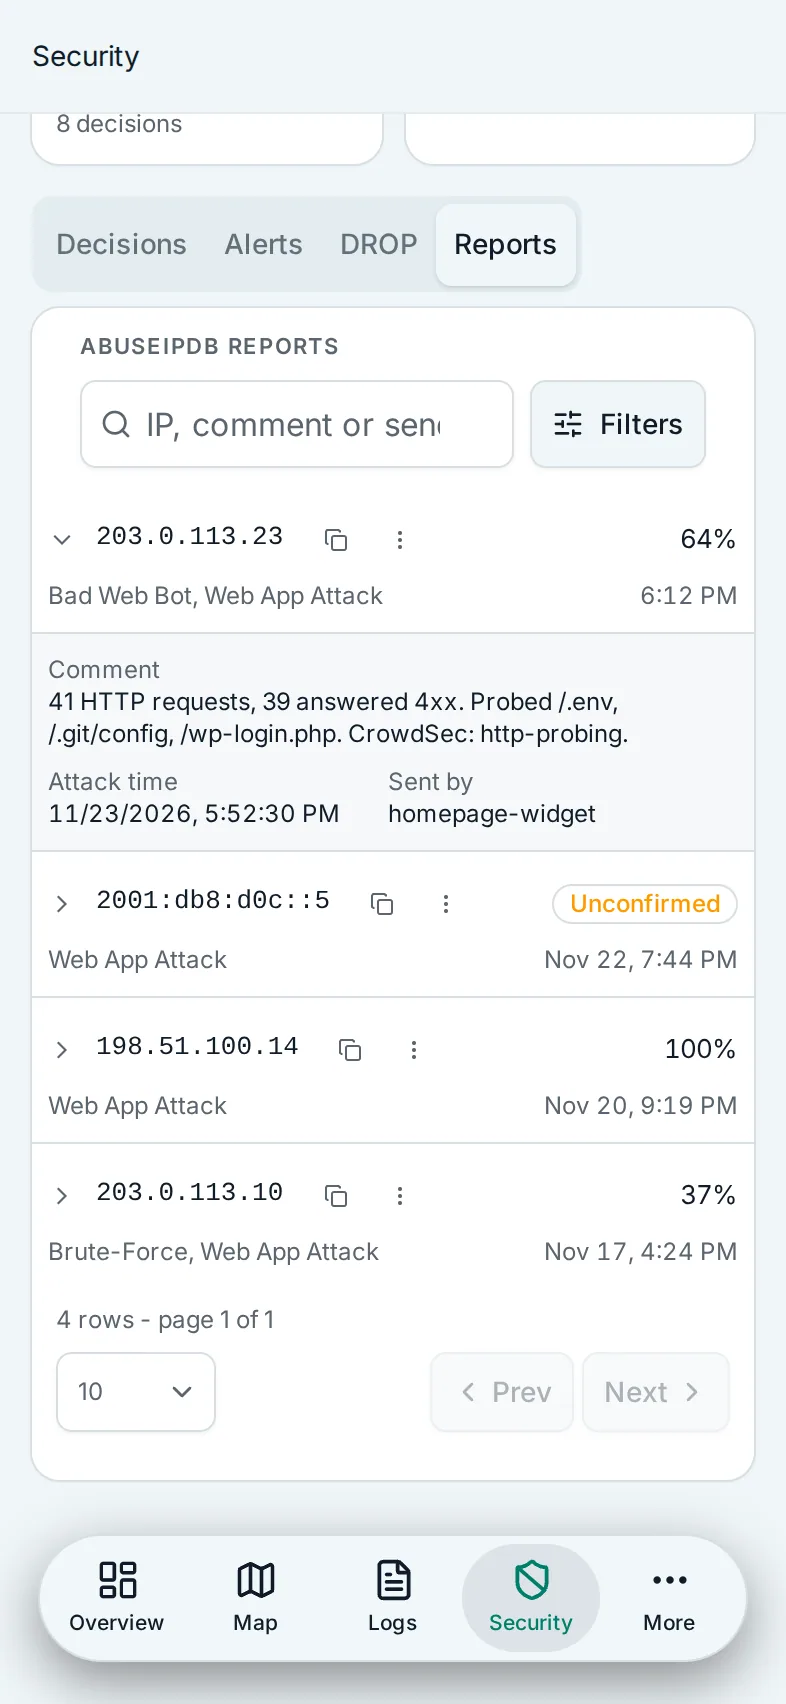 Security
8 decisions
Decisions Alerts DROP Reports
ABUSEIPDB REPORTS
IP, comment or sen
Filters
203.0.113.23 64%
Bad Web Bot, Web App Attack 6:12 PM
Comment
41 HTTP requests, 39 answered 4xx. Probed /.env,
/.git/config, /wp-login.php. CrowdSec: http-probing.
Attack time Sent by
11/23/2026, 5:52:30 PM homepage-widget
2001:db8:d0c::5 Unconfirmed
Web App Attack Nov 22, 7:44 PM
198.51.100.14 100%
Web App Attack Nov 20, 9:19 PM
203.0.113.10 37%
Brute-Force, Web App Attack Nov 17, 4:24 PM
4 rows - page 1 of 1
10 Prev Next
Overview Map Logs Security More